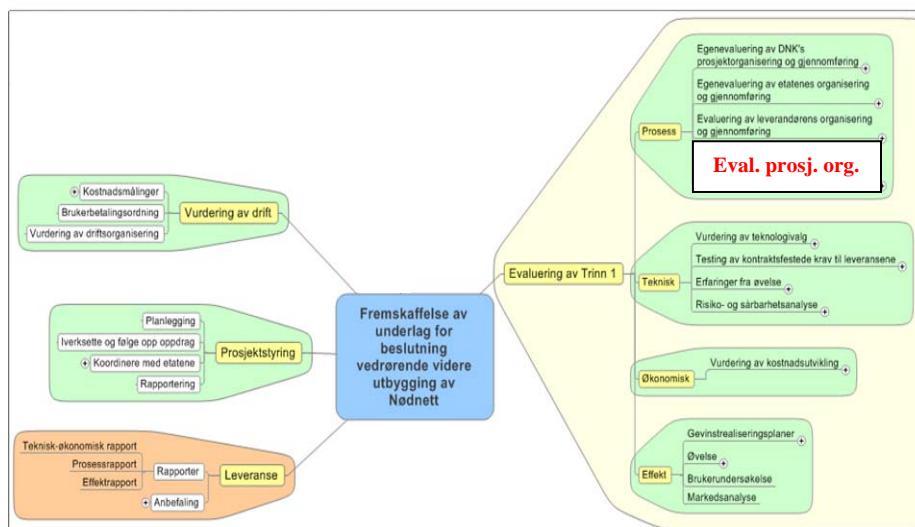 Fremskaffelse av
underlag for
beslutning
vedrørende videre
utbygging av
Nødnett
Vurdering av drift
Kostnadsmålinger
Brukerbetalingsordning
Vurdering av driftsorganisering
Prosjektstyring
Planlegging
Iverksette og følge opp oppdrag
Koordinere med etatene
Rapportering
Leveranse
Rapporter
Teknisk-økonomisk rapport
Prosessrapport
Effektrapport
Anbefaling
Evaluering av Trinn 1
Prosess
Egenevaluering av DNK's
prosjektorganisering og gjennomføring
Egenevaluering av etatenes organisering
og gjennomføring
Evaluering av leverandørens organisering
og gjennomføring
Eval. prosj. org.
Teknisk
Vurdering av teknologivalg
Testing av kontraktsfestede krav til leveransene
Erfaringer fra øvelse
Risiko- og sårbarhetsanalyse
Økonomisk
Vurdering av kostnadsutvikling
Effekt
Gevinstrealiseringsplaner
Øvelse
Brukerundersøkelse
Markedsanalyse